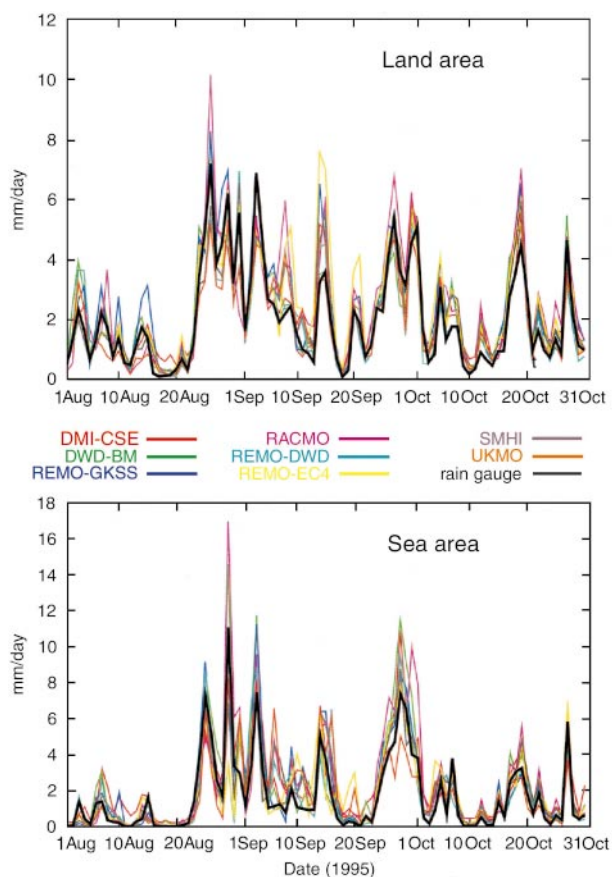 12
Land area
10
8
mm/day
6
4
2
0
1Aug 10Aug 20Aug 1Sep 10Sep 20Sep 1Oct 10Oct 20Oct 31Oct
DMI-CSE RACMO SMHI
DWD-BM REMO-DWD UKMO
REMO-GKSS REMO-EC4 rain gauge
18
Sea area
16
14
12
10
mm/day
8
6
4
2
0
1Aug 10Aug 20Aug 1Sep 10Sep 20Sep 1Oct 10Oct 20Oct 31Oct
Date (1995)